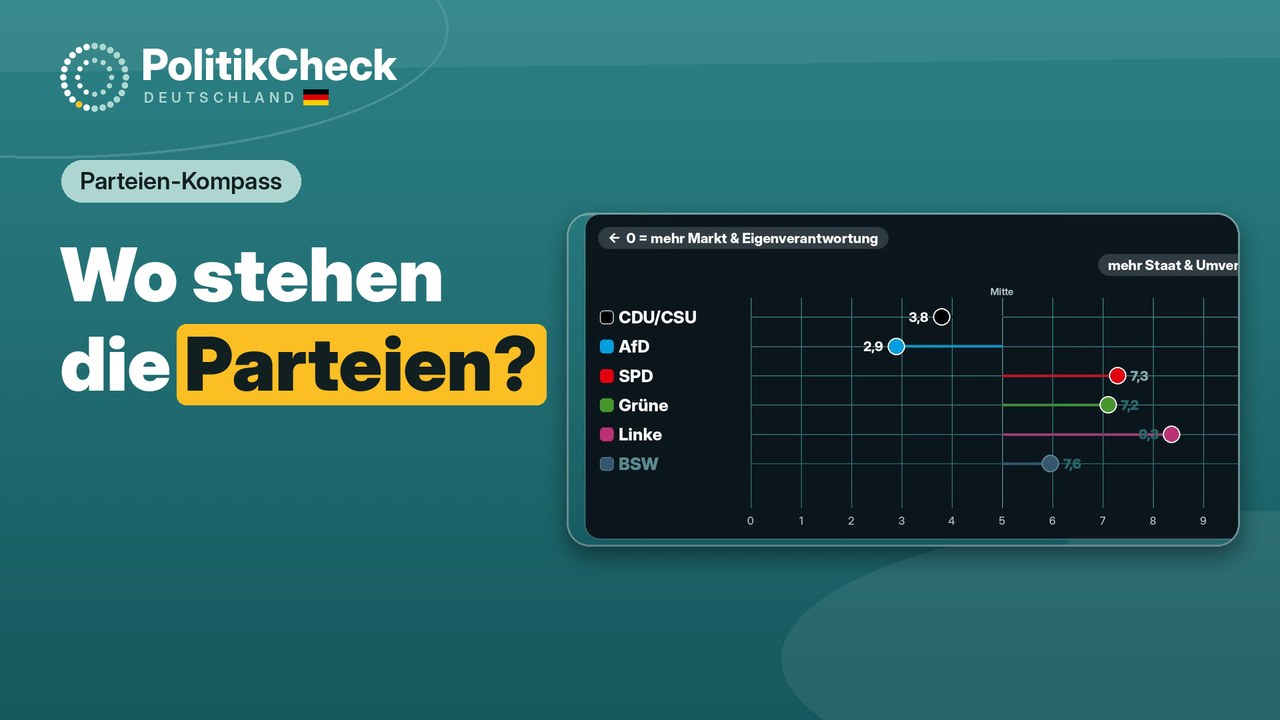 PolitikCheck
DEUTSCHLAND
Parteien-Kompass
Wo stehen
die Parteien?
← 0 = mehr Markt & Eigenverantwortung
mehr Staat & Umver
Mitte
CDU/CSU 3,8
AfD 2,9
SPD 7,3
Grüne 7,2
Linke
BSW 7,6
0 1 2 3 4 5 6 7 8 9